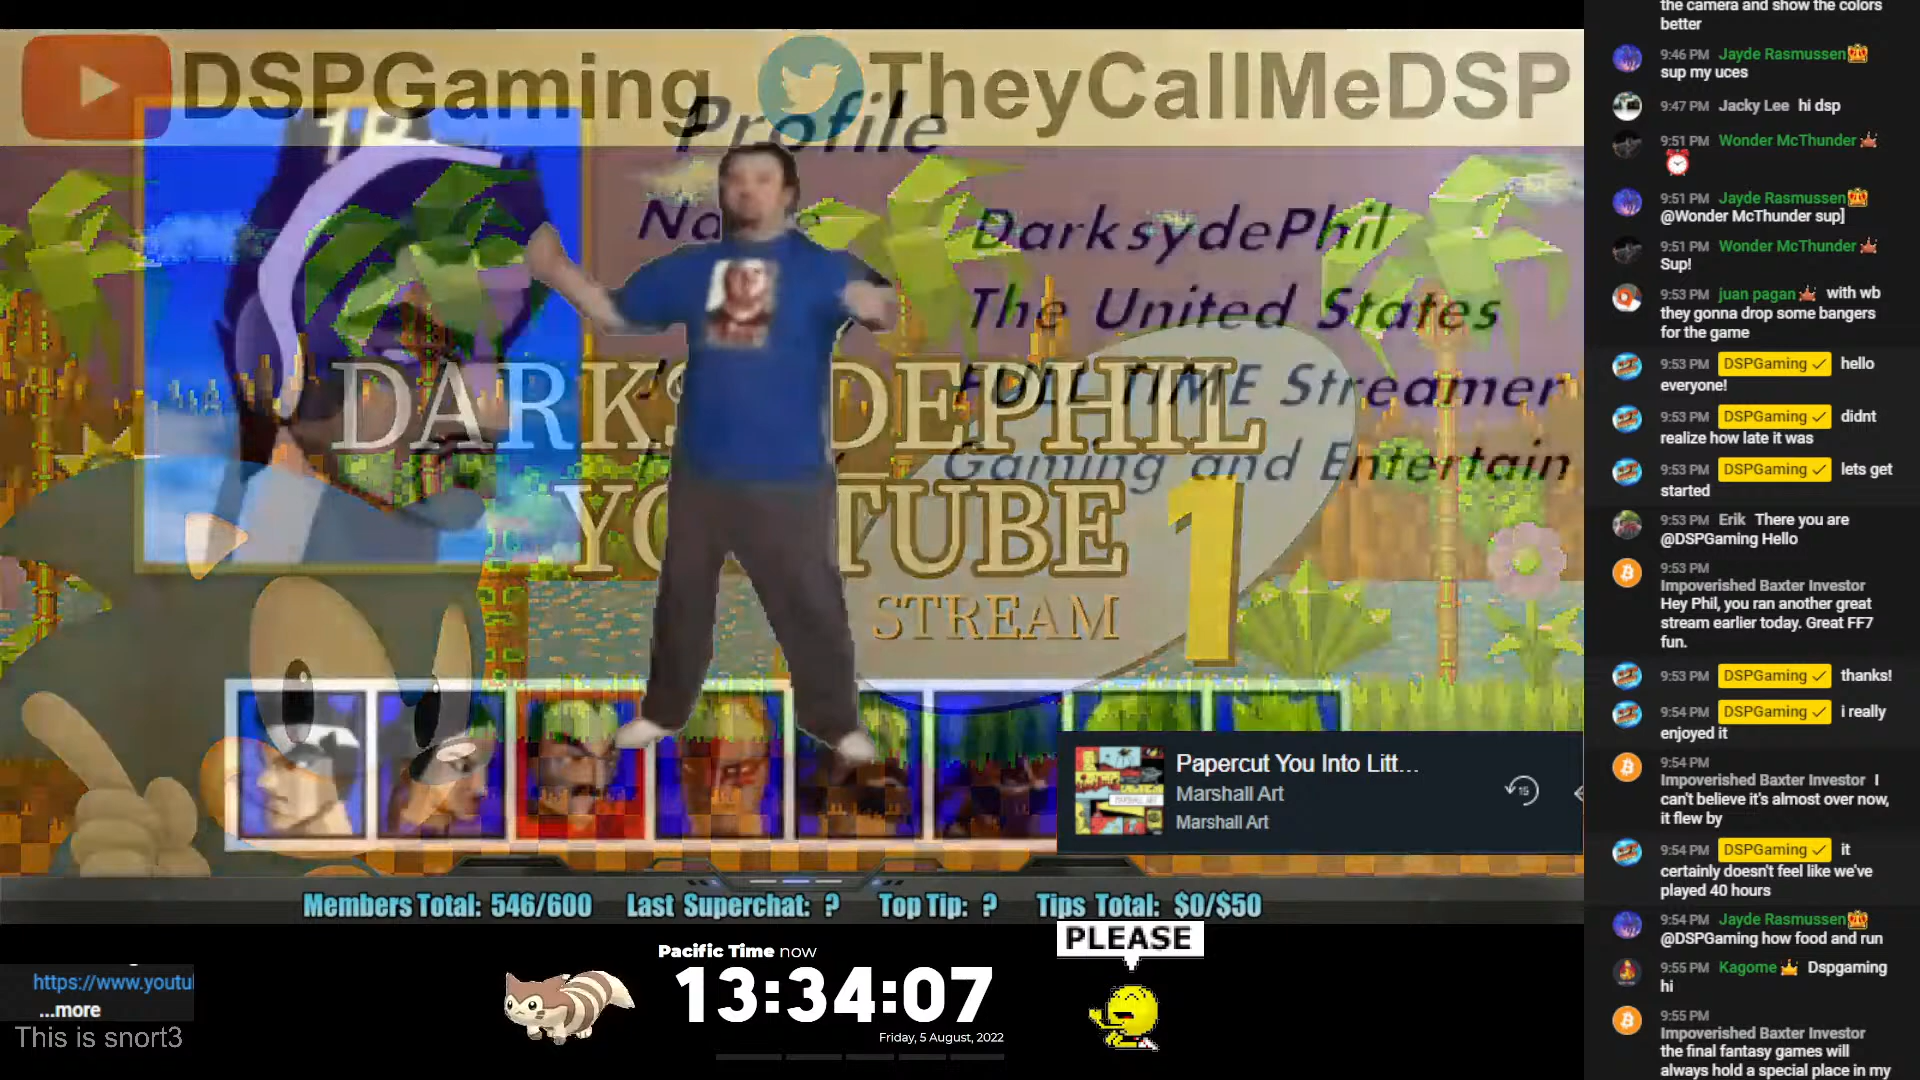 DSPGaming TheyCallMeDSP
1P
Profile
DarksydePhil
The United States
FULL TIME Streamer
Gaming and Entertain
STREAM 1
Papercut You Into Litt...
Marshall Art
Marshall Art
15
Members Total: 546/600 Last Superchat: ? Top Tip: ? Tips Total: $0/$50
PLEASE
Pacific Time now
13:34:07
Friday, 5 August, 2022
https://www.youtu
...more
This is snort3
the camera and show the colors
better
9:46 PM Jayde Rasmussen
sup my uces
9:47 PM Jacky Lee hi dsp
9:51 PM Wonder McThunder
9:51 PM Jayde Rasmussen
@Wonder McThunder sup]
9:51 PM Wonder McThunder
Sup!
9:53 PM juan pagan with wb
they gonna drop some bangers
for the game
9:53 PM DSPGaming ✓ hello
everyone!
9:53 PM DSPGaming ✓ didnt
realize how late it was
9:53 PM DSPGaming ✓ lets get
started
9:53 PM Erik There you are
@DSPGaming Hello
9:53 PM
Impoverished Baxter Investor
Hey Phil, you ran another great
stream earlier today. Great FF7
fun.
9:53 PM DSPGaming ✓ thanks!
9:54 PM DSPGaming ✓ i really
enjoyed it
9:54 PM
Impoverished Baxter Investor I
can't believe it's almost over now,
it flew by
9:54 PM DSPGaming ✓ it
certainly doesn't feel like we've
played 40 hours
9:54 PM Jayde Rasmussen
@DSPGaming how food and run
9:55 PM Kagome Dspgaming
hi
9:55 PM
Impoverished Baxter Investor
the final fantasy games will
always hold a special place in my